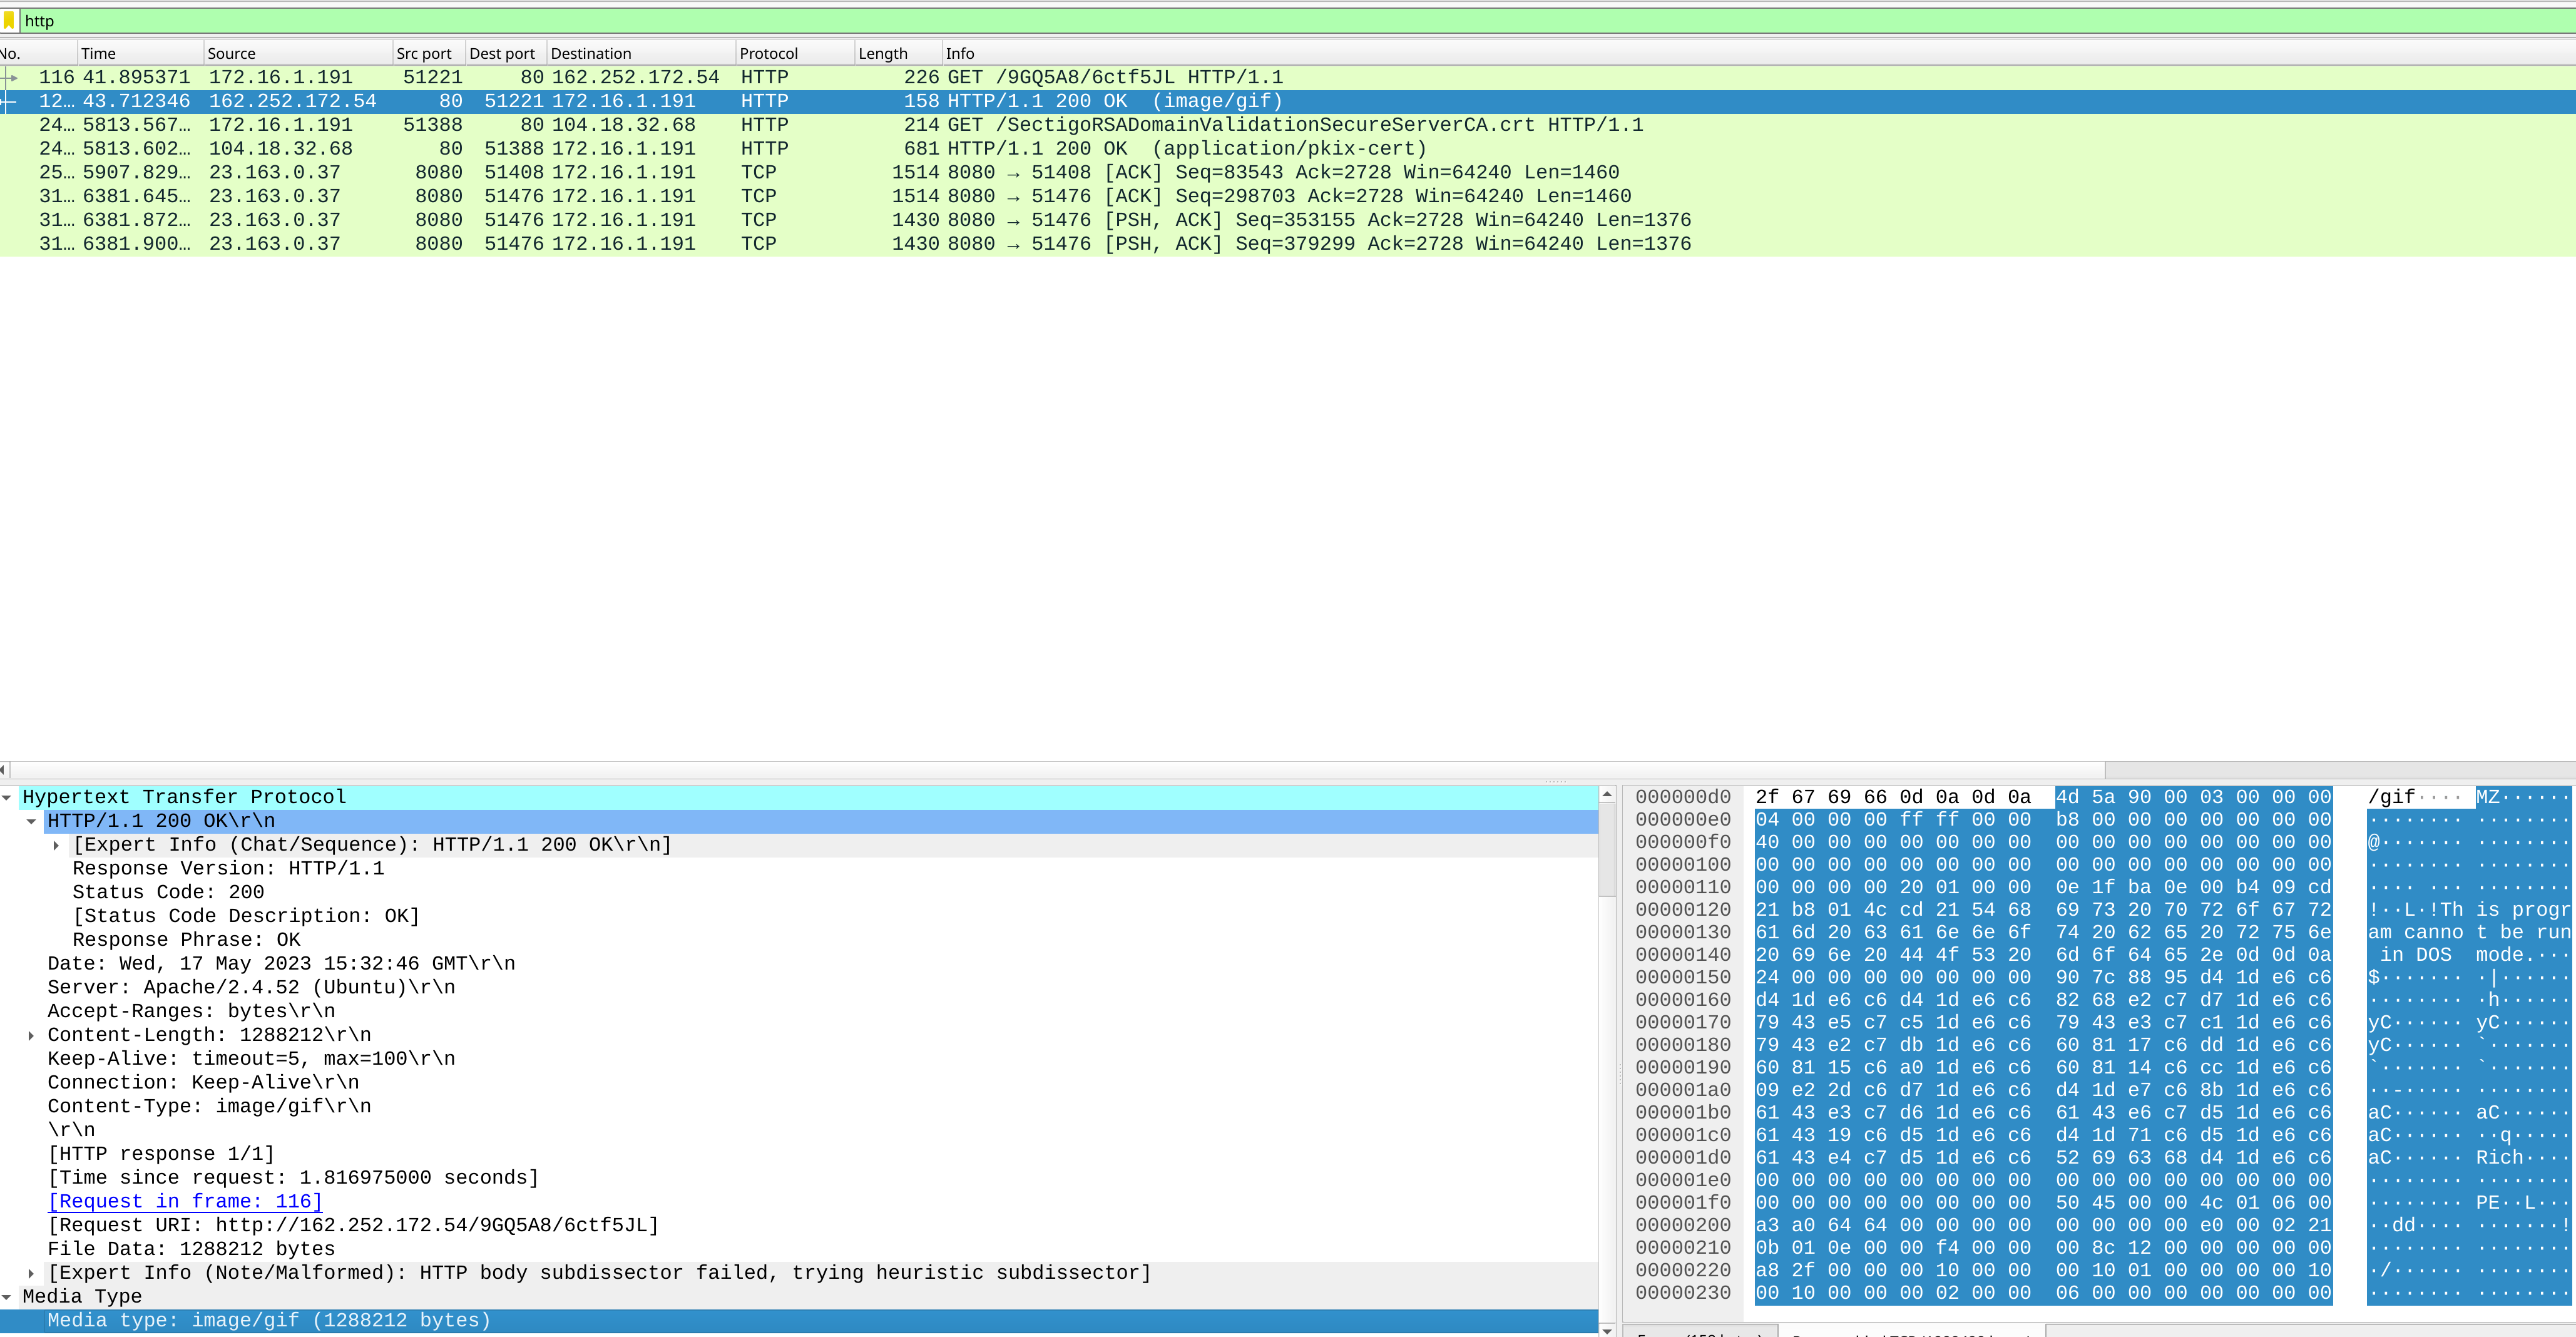 http
No. Time Source Src port Dest port Destination Protocol Length Info
116 41.895371 172.16.1.191 51221 80 162.252.172.54 HTTP 226 GET /9GQ5A8/6ctf5JL HTTP/1.1
12… 43.712346 162.252.172.54 80 51221 172.16.1.191 HTTP 158 HTTP/1.1 200 OK (image/gif)
24… 5813.567… 172.16.1.191 51388 80 104.18.32.68 HTTP 214 GET /SectigoRSADomainValidationSecureServerCA.crt HTTP/1.1
24… 5813.602… 104.18.32.68 80 51388 172.16.1.191 HTTP 681 HTTP/1.1 200 OK (application/pkix-cert)
25… 5907.829… 23.163.0.37 8080 51408 172.16.1.191 TCP 1514 8080 → 51408 [ACK] Seq=83543 Ack=2728 Win=64240 Len=1460
31… 6381.645… 23.163.0.37 8080 51476 172.16.1.191 TCP 1514 8080 → 51476 [ACK] Seq=298703 Ack=2728 Win=64240 Len=1460
31… 6381.872… 23.163.0.37 8080 51476 172.16.1.191 TCP 1430 8080 → 51476 [PSH, ACK] Seq=353155 Ack=2728 Win=64240 Len=1376
31… 6381.900… 23.163.0.37 8080 51476 172.16.1.191 TCP 1430 8080 → 51476 [PSH, ACK] Seq=379299 Ack=2728 Win=64240 Len=1376
Hypertext Transfer Protocol
HTTP/1.1 200 OK\r\n
[Expert Info (Chat/Sequence): HTTP/1.1 200 OK\r\n]
Response Version: HTTP/1.1
Status Code: 200
[Status Code Description: OK]
Response Phrase: OK
Date: Wed, 17 May 2023 15:32:46 GMT\r\n
Server: Apache/2.4.52 (Ubuntu)\r\n
Accept-Ranges: bytes\r\n
Content-Length: 1288212\r\n
Keep-Alive: timeout=5, max=100\r\n
Connection: Keep-Alive\r\n
Content-Type: image/gif\r\n
\r\n
[HTTP response 1/1]
[Time since request: 1.816975000 seconds]
[Request in frame: 116]
[Request URI: http://162.252.172.54/9GQ5A8/6ctf5JL]
File Data: 1288212 bytes
[Expert Info (Note/Malformed): HTTP body subdissector failed, trying heuristic subdissector]
Media Type
Media type: image/gif (1288212 bytes)
000000d0 2f 67 69 66 0d 0a 0d 0a 4d 5a 90 00 03 00 00 00 /gif···· MZ······
000000e0 04 00 00 00 ff ff 00 00 b8 00 00 00 00 00 00 00 ········ ········
000000f0 40 00 00 00 00 00 00 00 00 00 00 00 00 00 00 00 @······· ········
00000100 00 00 00 00 00 00 00 00 00 00 00 00 00 00 00 00 ········ ········
00000110 00 00 00 00 20 01 00 00 0e 1f ba 0e 00 b4 09 cd ···· ··· ········
00000120 21 b8 01 4c cd 21 54 68 69 73 20 70 72 6f 67 72 !··L·!Th is progr
00000130 61 6d 20 63 61 6e 6e 6f 74 20 62 65 20 72 75 6e am canno t be run
00000140 20 69 6e 20 44 4f 53 20 6d 6f 64 65 2e 0d 0d 0a in DOS mode.···
00000150 24 00 00 00 00 00 00 00 90 7c 88 95 d4 1d e6 c6 $······· ·|······
00000160 d4 1d e6 c6 d4 1d e6 c6 82 68 e2 c7 d7 1d e6 c6 ········ ·h······
00000170 79 43 e5 c7 c5 1d e6 c6 79 43 e3 c7 c1 1d e6 c6 yC······ yC······
00000180 79 43 e2 c7 db 1d e6 c6 60 81 17 c6 dd 1d e6 c6 yC······ `·······
00000190 60 81 15 c6 a0 1d e6 c6 60 81 14 c6 cc 1d e6 c6 `······· `·······
000001a0 09 e2 2d c6 d7 1d e6 c6 d4 1d e7 c6 8b 1d e6 c6 ··-····· ········
000001b0 61 43 e3 c7 d6 1d e6 c6 61 43 e6 c7 d5 1d e6 c6 aC······ aC······
000001c0 61 43 19 c6 d5 1d e6 c6 d4 1d 71 c6 d5 1d e6 c6 aC······ ··q·····
000001d0 61 43 e4 c7 d5 1d e6 c6 52 69 63 68 d4 1d e6 c6 aC······ Rich····
000001e0 00 00 00 00 00 00 00 00 00 00 00 00 00 00 00 00 ········ ········
000001f0 00 00 00 00 00 00 00 00 50 45 00 00 4c 01 06 00 ········ PE··L···
00000200 a3 a0 64 64 00 00 00 00 00 00 00 00 e0 00 02 21 ··dd···· ·······!
00000210 0b 01 0e 00 00 f4 00 00 00 8c 12 00 00 00 00 00 ········ ········
00000220 a8 2f 00 00 00 10 00 00 00 10 01 00 00 00 00 10 ·/······ ········
00000230 00 10 00 00 00 02 00 00 06 00 00 00 00 00 00 00 ········ ········